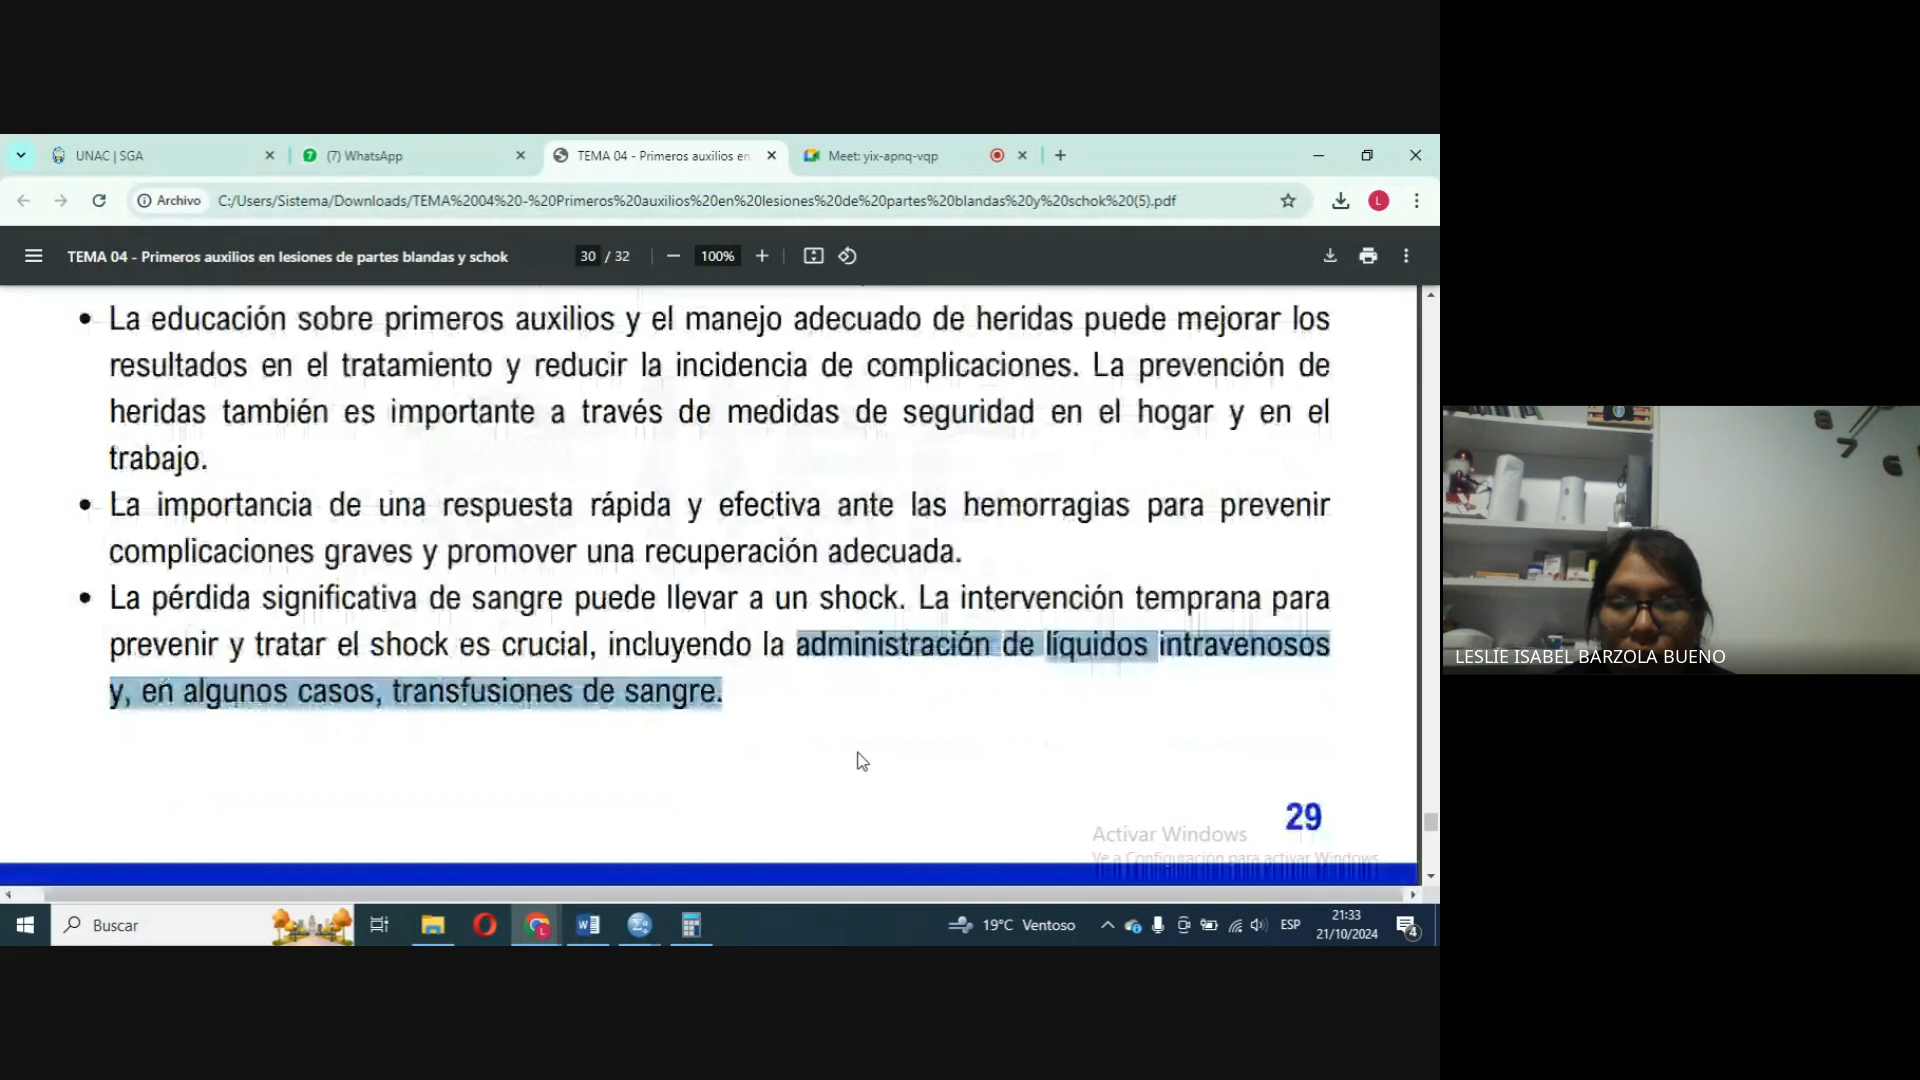 UNAC | SGA
7
(7) WhatsApp
TEMA 04 - Primeros auxilios en
Meet: yix-apnq-vqp
Archivo
C:/Users/Sistema/Downloads/TEMA%2004%20-%20Primeros%20auxilios%20en%20lesiones%20de%20partes%20blandas%20y%20schok%20(5).pdf
L
TEMA 04 - Primeros auxilios en lesiones de partes blandas y schok
30 / 32
100%
• La educación sobre primeros auxilios y el manejo adecuado de heridas puede mejorar los
resultados en el tratamiento y reducir la incidencia de complicaciones. La prevención de
heridas también es importante a través de medidas de seguridad en el hogar y en el
trabajo.
• La importancia de una respuesta rápida y efectiva ante las hemorragias para prevenir
complicaciones graves y promover una recuperación adecuada.
• La pérdida significativa de sangre puede llevar a un shock. La intervención temprana para
prevenir y tratar el shock es crucial, incluyendo la administración de líquidos intravenosos
y, en algunos casos, transfusiones de sangre.
29
Activar Windows
Ve a Configuración para activar Windows.
Buscar
19°C Ventoso
ESP
21:33
21/10/2024
4
8
7
6
LESLIE ISABEL BARZOLA BUENO